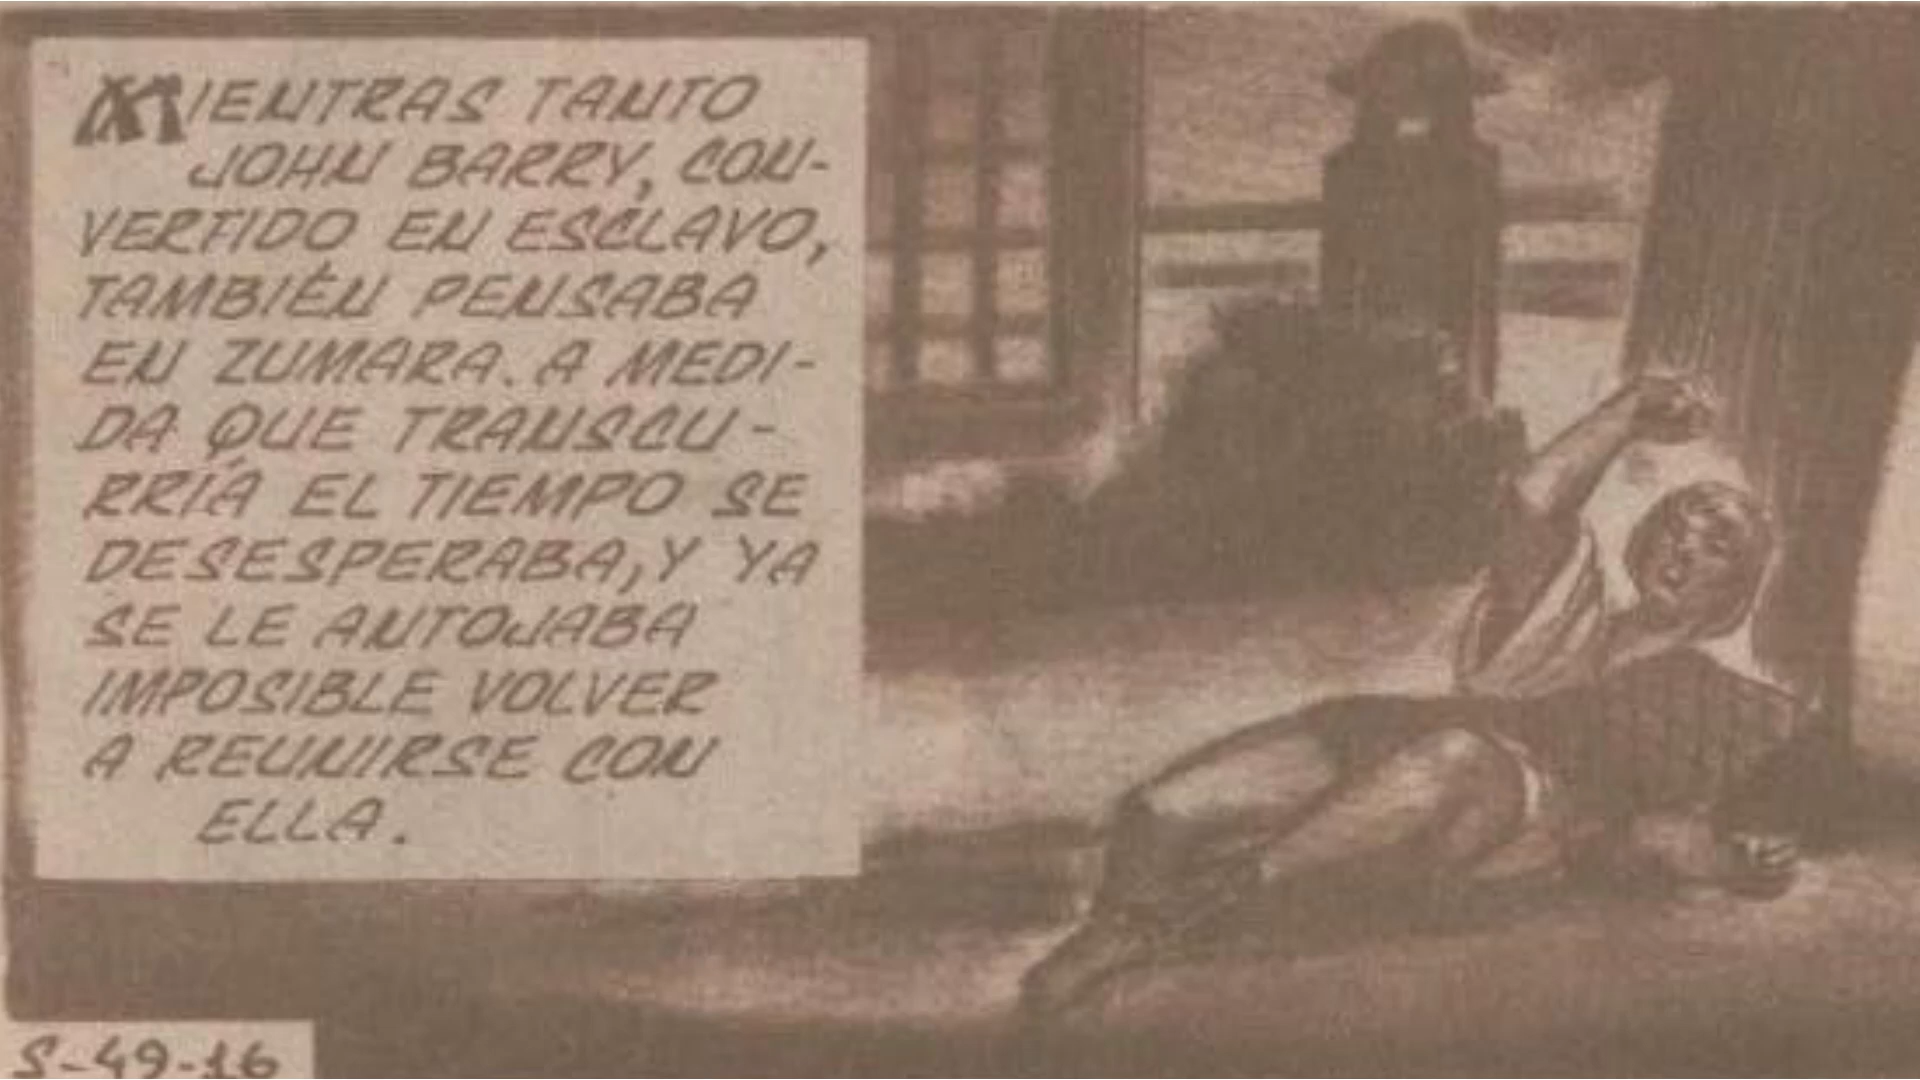 MIENTRAS TANTO
JOHN BARRY, CON-
VERTIDO EN ESCLAVO,
TAMBIÉN PENSABA
EN ZUMARA. A MEDI-
DA QUE TRANSCU-
RRÍA EL TIEMPO SE
DESESPERABA, Y YA
SE LE ANTOJABA
IMPOSIBLE VOLVER
A REUNIRSE CON
ELLA.
S-49-16